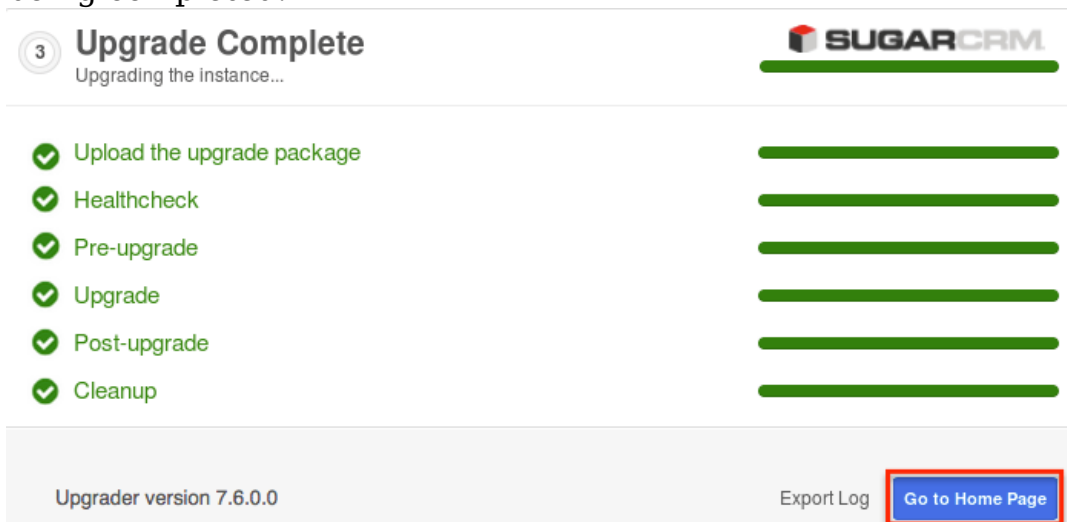 3 Upgrade Complete SUGARCRM
Upgrading the instance...
Upload the upgrade package
Healthcheck
Pre-upgrade
Upgrade
Post-upgrade
Cleanup
Upgrader version 7.6.0.0 Export Log Go to Home Page